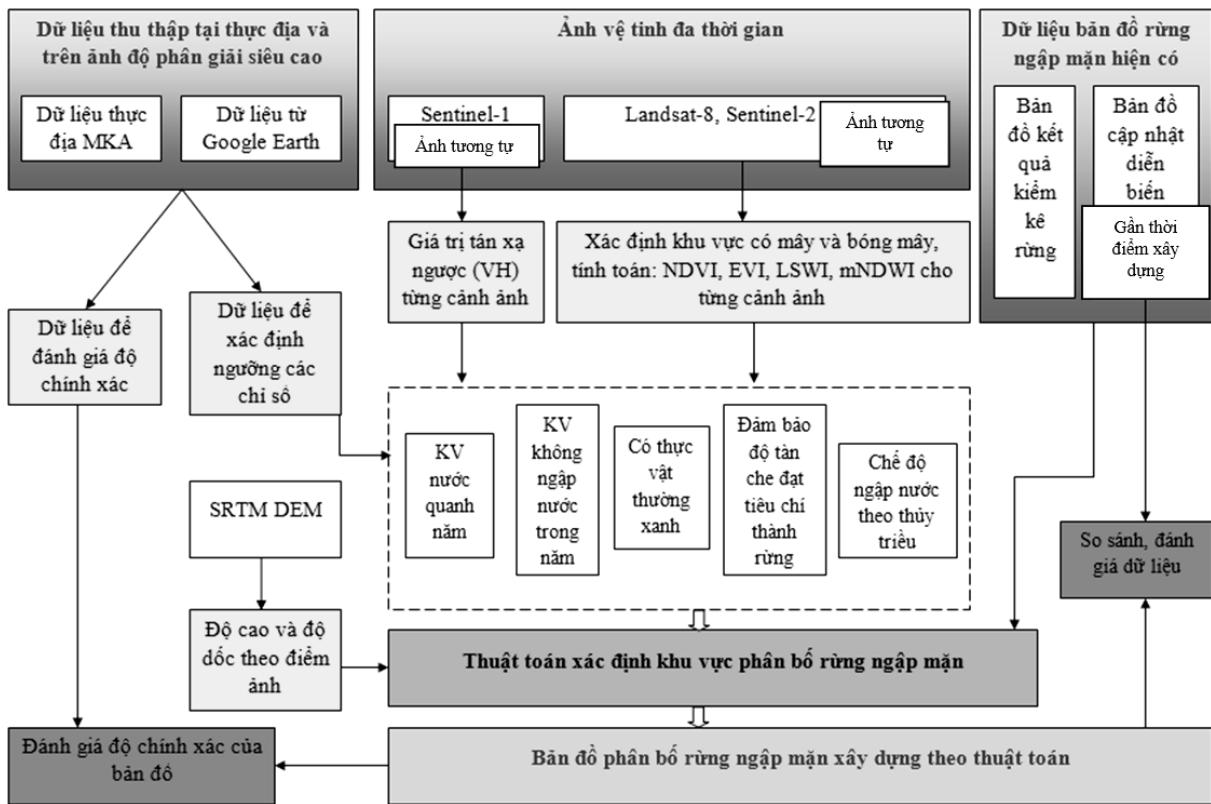 Dữ liệu thu thập tại thực địa và
trên ảnh độ phân giải siêu cao
Dữ liệu thực
địa MKA
Dữ liệu từ
Google Earth
Ảnh vệ tinh đa thời gian
Sentinel-1
Ảnh tương tự
Landsat-8, Sentinel-2
Ảnh tương
tự
Dữ liệu bản đồ rừng
ngập mặn hiện có
Bản
đồ kết
quả
kiểm
kê
rừng
Bản đồ
cập nhật
diễn
biến
Gần thời
điểm xây
dựng
Giá trị tán xạ
ngược (VH)
từng cảnh ảnh
Xác định khu vực có mây và bóng mây,
tính toán: NDVI, EVI, LSWI, mNDWI cho
từng cảnh ảnh
Dữ liệu để
đánh giá độ
chính xác
Dữ liệu để
xác định
ngưỡng các
chỉ số
KV
nước
quanh
năm
KV
không
ngập
nước
trong
năm
Có thực
vật
thường
xanh
Đảm bảo
độ tàn
che đạt
tiêu chí
thành
rừng
Chế độ
ngập nước
theo thủy
triều
SRTM DEM
So sánh, đánh
giá dữ liệu
Độ cao và độ
dốc theo điểm
ảnh
Thuật toán xác định khu vực phân bố rừng ngập mặn
Đánh giá độ chính xác của
bản đồ
Bản đồ phân bố rừng ngập mặn xây dựng theo thuật toán